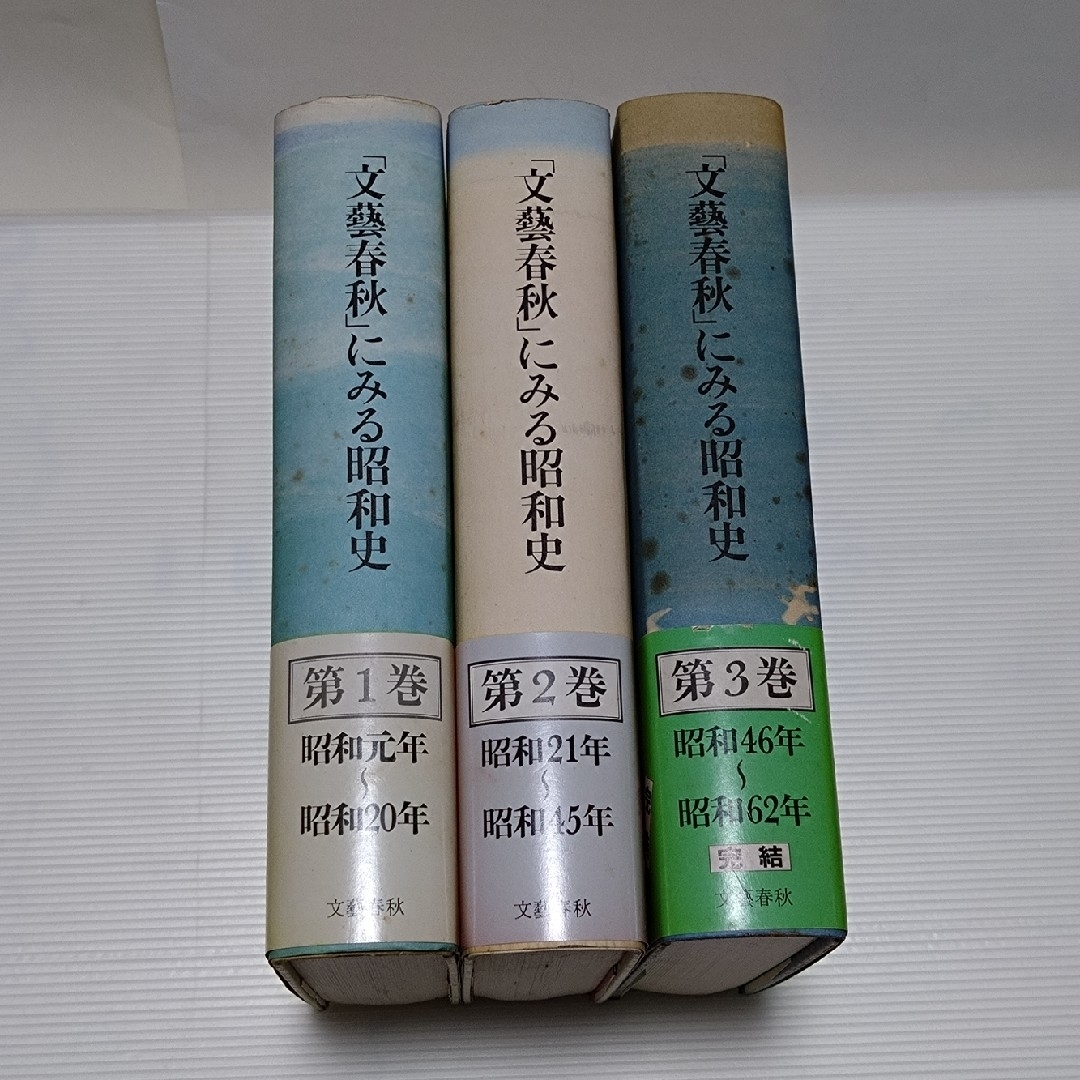 「文藝春秋」にみる昭和史
第1巻
昭和元年
〜
昭和20年
文藝春秋
「文藝春秋」にみる昭和史
第2巻
昭和21年
〜
昭和45年
文藝春秋
「文藝春秋」にみる昭和史
第3巻
昭和46年
〜
昭和62年
完結
文藝春秋